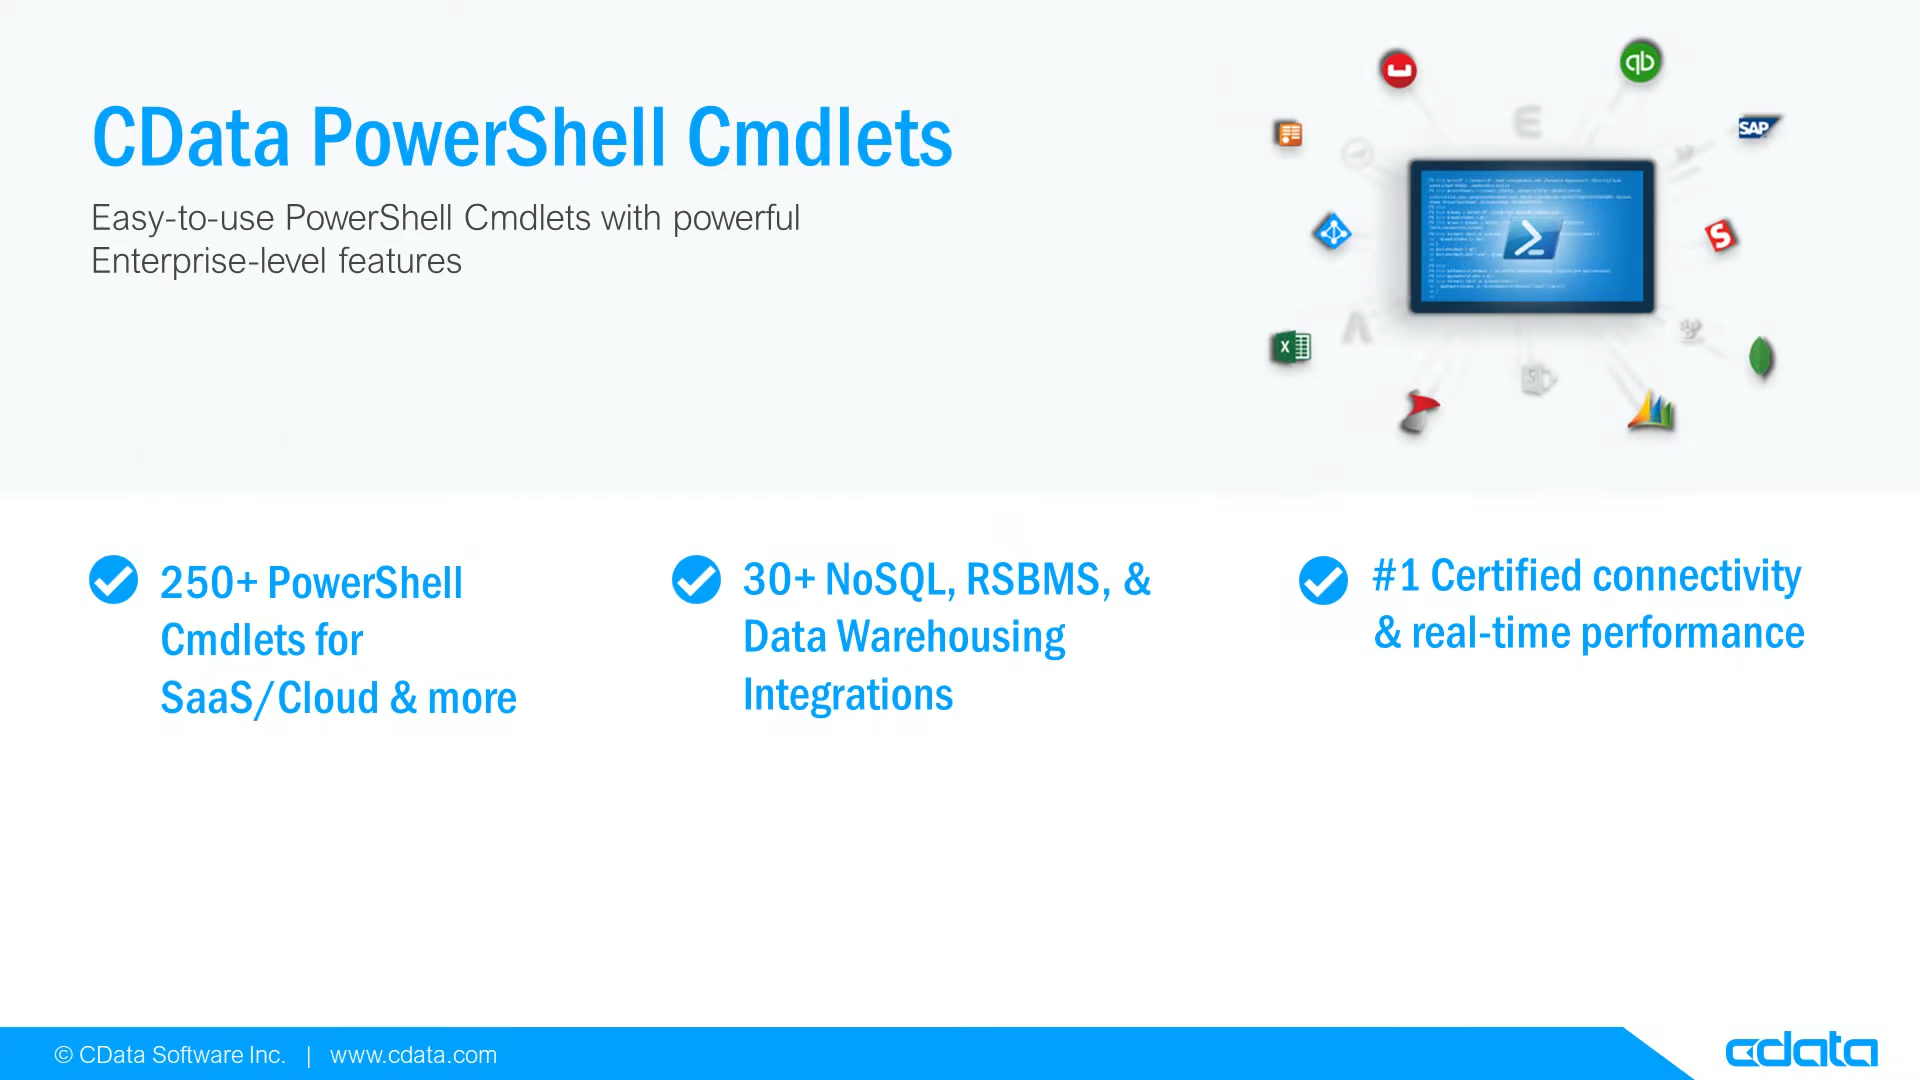 CData PowerShell Cmdlets
Easy-to-use PowerShell Cmdlets with powerful
Enterprise-level features
qb
SAP
S
X
S
250+ PowerShell
Cmdlets for
SaaS/Cloud & more
30+ NoSQL, RSBMS, &
Data Warehousing
Integrations
#1 Certified connectivity
& real-time performance
© CData Software Inc. | www.cdata.com
cdata